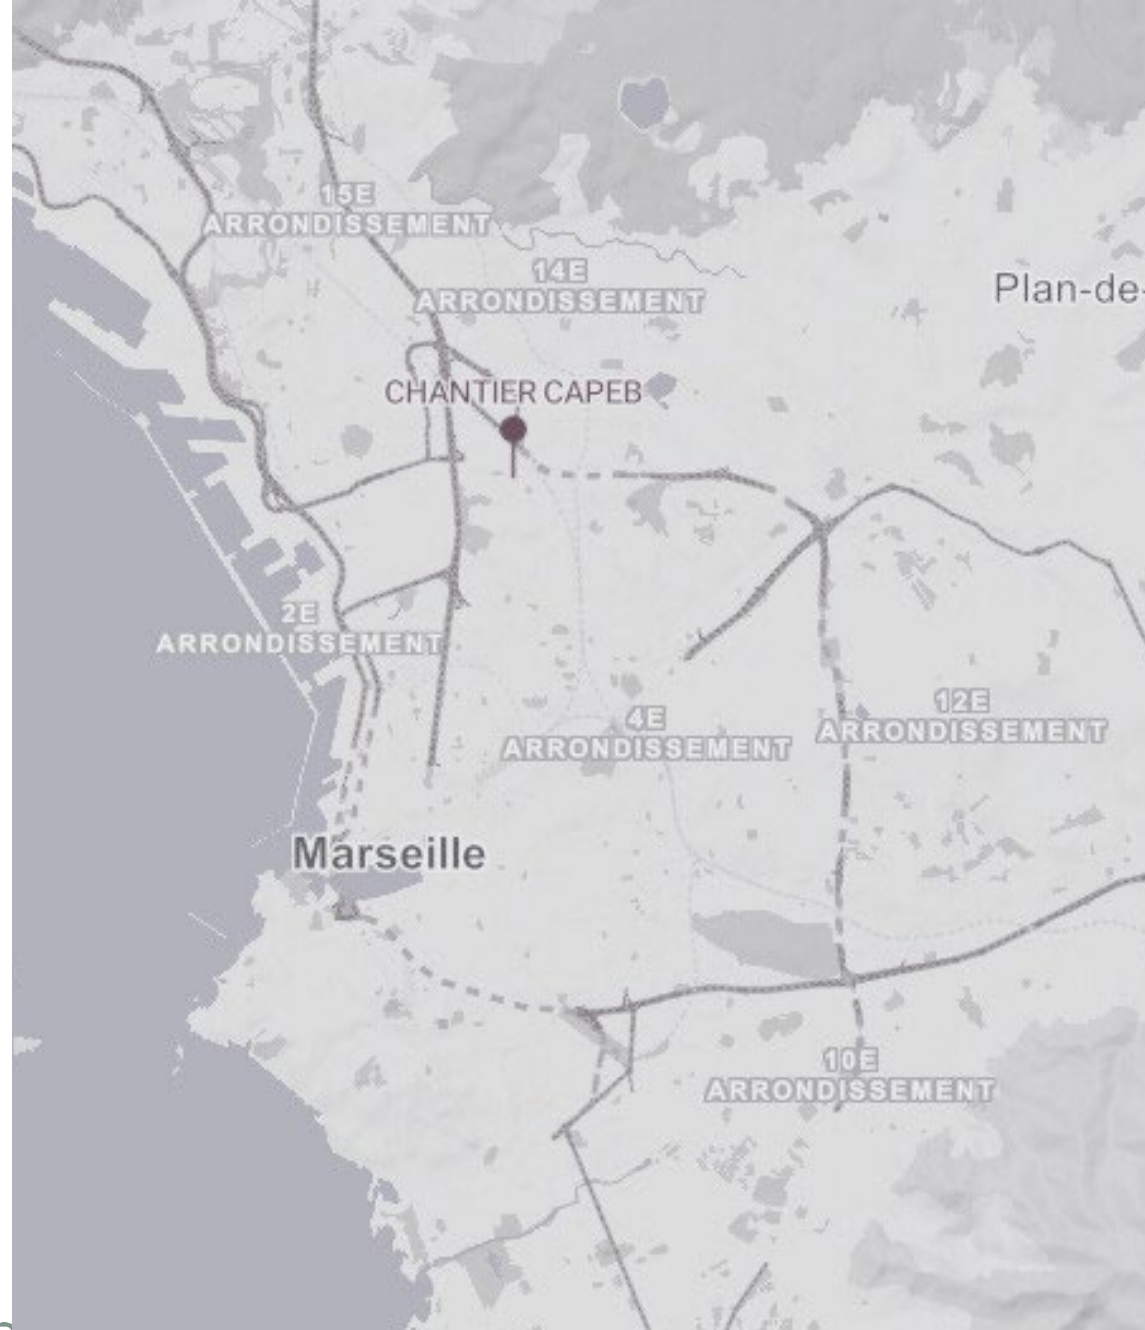 15E
ARRONDISSEMENT
14E
ARRONDISSEMENT
Plan-de-
CHANTIER CAPEB
2E
ARRONDISSEMENT
4E
ARRONDISSEMENT
12E
ARRONDISSEMENT
Marseille
10E
ARRONDISSEMENT